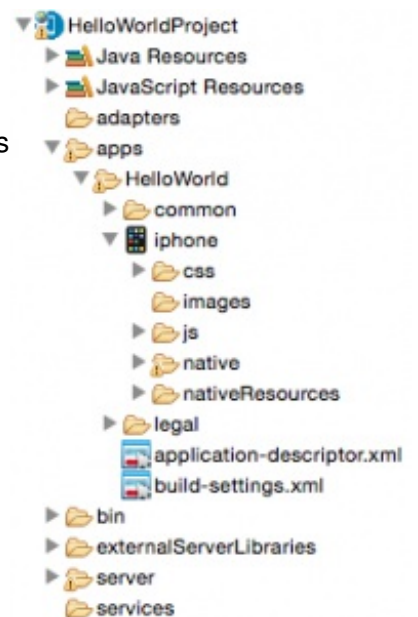 HelloWorldProject
Java Resources
JavaScript Resources
adapters
s
apps
HelloWorld
common
iphone
css
images
js
native
nativeResources
legal
application-descriptor.xml
build-settings.xml
bin
externalServerLibraries
server
services